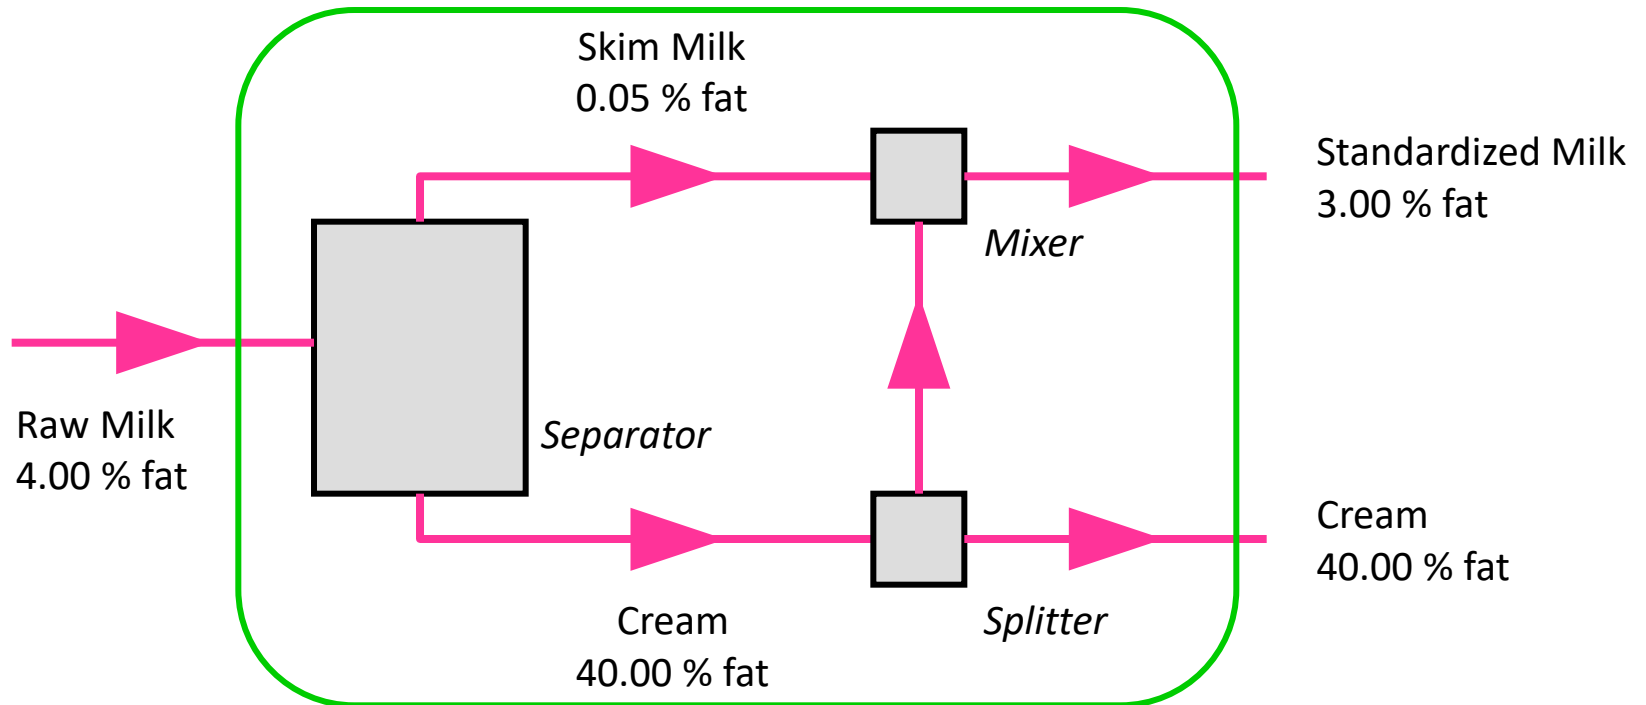 Skim Milk
0.05 % fat
Standardized Milk
3.00 % fat
Mixer
Raw Milk
4.00 % fat
Separator
Cream
40.00 % fat
Cream
40.00 % fat
Splitter